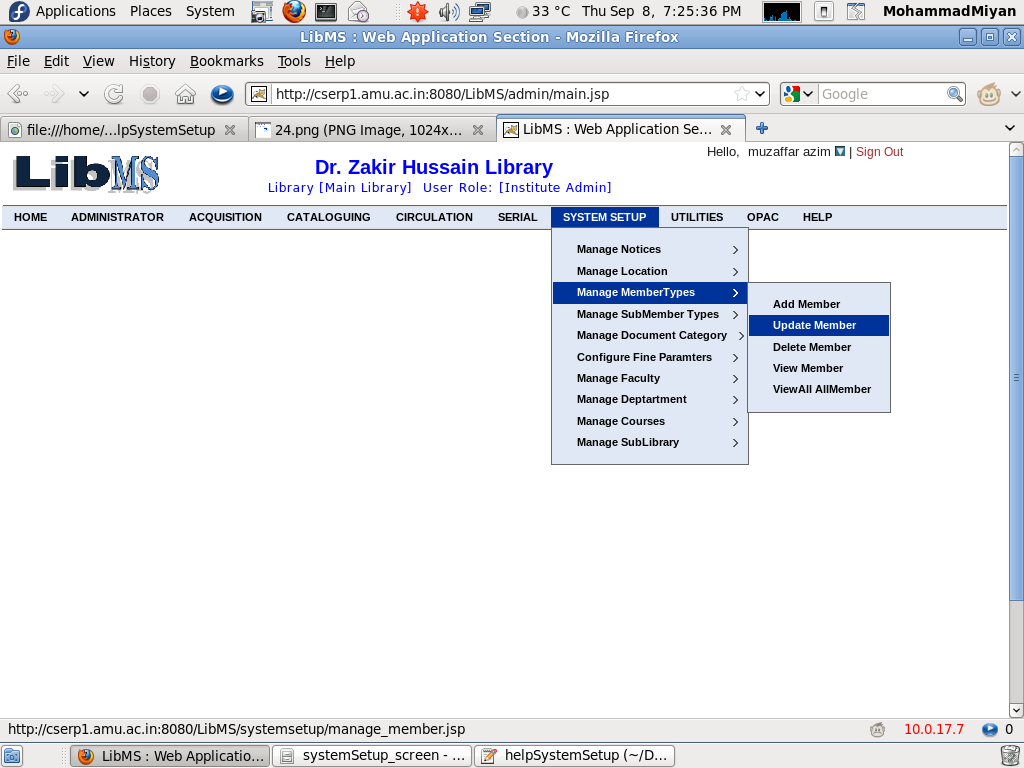 Applications Places System 33 °C Thu Sep 8, 7:25:36 PM MohammadMiyan
LibMS : Web Application Section - Mozilla Firefox
File Edit View History Bookmarks Tools Help
http://cserp1.amu.ac.in:8080/LibMS/admin/main.jsp Google
file:///home/...lpSystemSetup 24.png (PNG Image, 1024x... LibMS : Web Application Se...
Hello, muzaffar azim | Sign Out
LibMS
Dr. Zakir Hussain Library
Library [Main Library] User Role: [Institute Admin]
HOME ADMINISTRATOR ACQUISITION CATALOGUING CIRCULATION SERIAL SYSTEM SETUP UTILITIES OPAC HELP
Manage Notices
Manage Location
Manage MemberTypes
Manage SubMember Types
Manage Document Category
Configure Fine Paramters
Manage Faculty
Manage Deptartment
Manage Courses
Manage SubLibrary
Add Member
Update Member
Delete Member
View Member
ViewAll AllMember
http://cserp1.amu.ac.in:8080/LibMS/systemsetup/manage_member.jsp 10.0.17.7 0
LibMS : Web Applicatio... systemSetup_screen - ... helpSystemSetup (~/D...